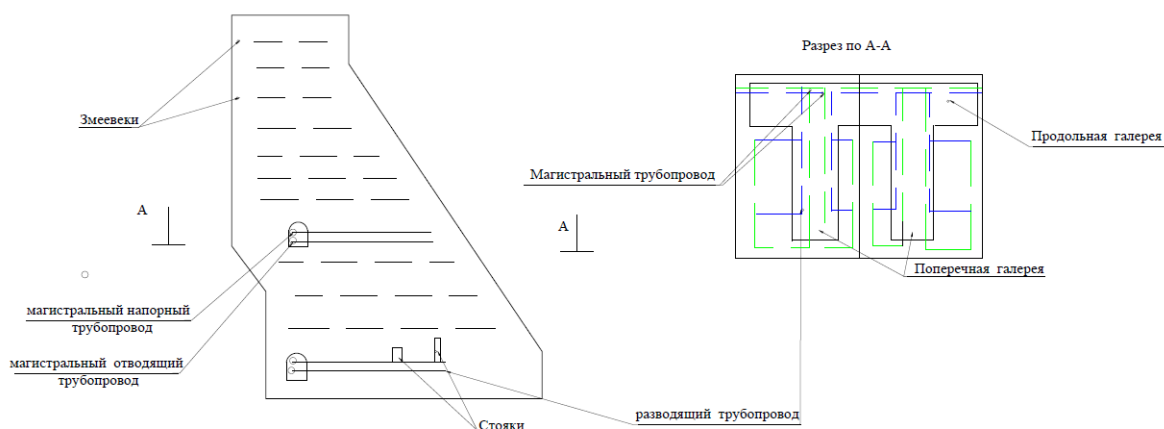 Змеевеки
А
магистральный напорный
трубопровод
магистральный отводящий
трубопровод
Стояки
разводящий трубопровод
А
Разрез по А-А
Продольная галерея
Магистральный трубопровод
Поперечная галерея